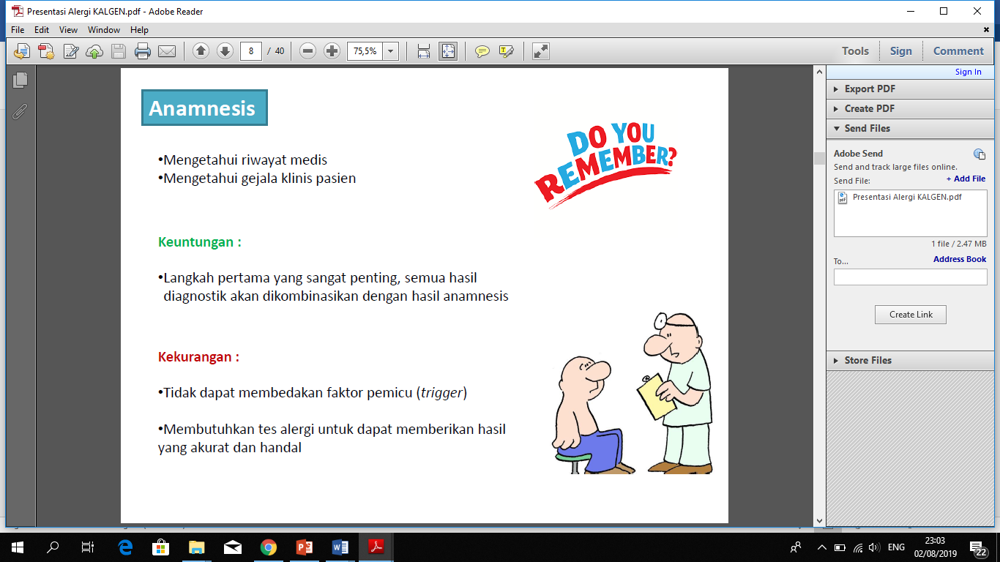 Presentasi Alergi KALGEN.pdf - Adobe Reader
File Edit View Window Help
8 / 40 75,5% Tools Sign Comment
Sign In
Export PDF
Create PDF
Send Files
Adobe Send
Send and track large files online.
Send File: + Add File
Presentasi Alergi KALGEN.pdf
1 file / 2.47 MB
To... Address Book
Create Link
Store Files
Anamnesis
DO YOU
REMEMBER?
•Mengetahui riwayat medis
•Mengetahui gejala klinis pasien
Keuntungan :
•Langkah pertama yang sangat penting, semua hasil
diagnostik akan dikombinasikan dengan hasil anamnesis
Kekurangan :
•Tidak dapat membedakan faktor pemicu (trigger)
•Membutuhkan tes alergi untuk dapat memberikan hasil
yang akurat dan handal
ENG
23:03
02/08/2019
22